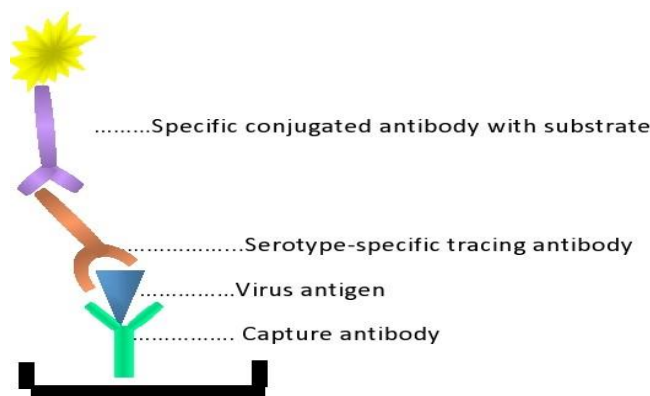 .........Specific conjugated antibody with substrate
...................Serotype-specific tracing antibody
...............Virus antigen
................ Capture antibody